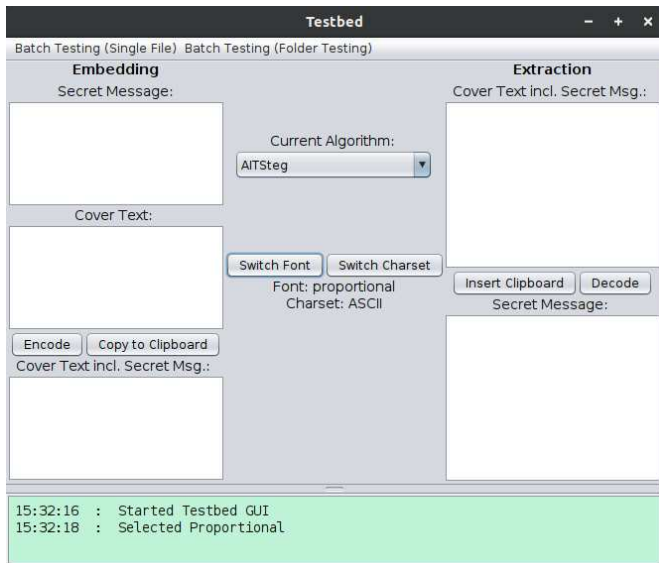 Testbed
Batch Testing (Single File) Batch Testing (Folder Testing)
Embedding
Secret Message:
Cover Text:
Encode Copy to Clipboard
Cover Text incl. Secret Msg.:
Current Algorithm:
AITSteg
Switch Font Switch Charset
Font: proportional
Charset: ASCII
Extraction
Cover Text incl. Secret Msg.:
Insert Clipboard Decode
Secret Message:
15:32:16 : Started Testbed GUI
15:32:18 : Selected Proportional